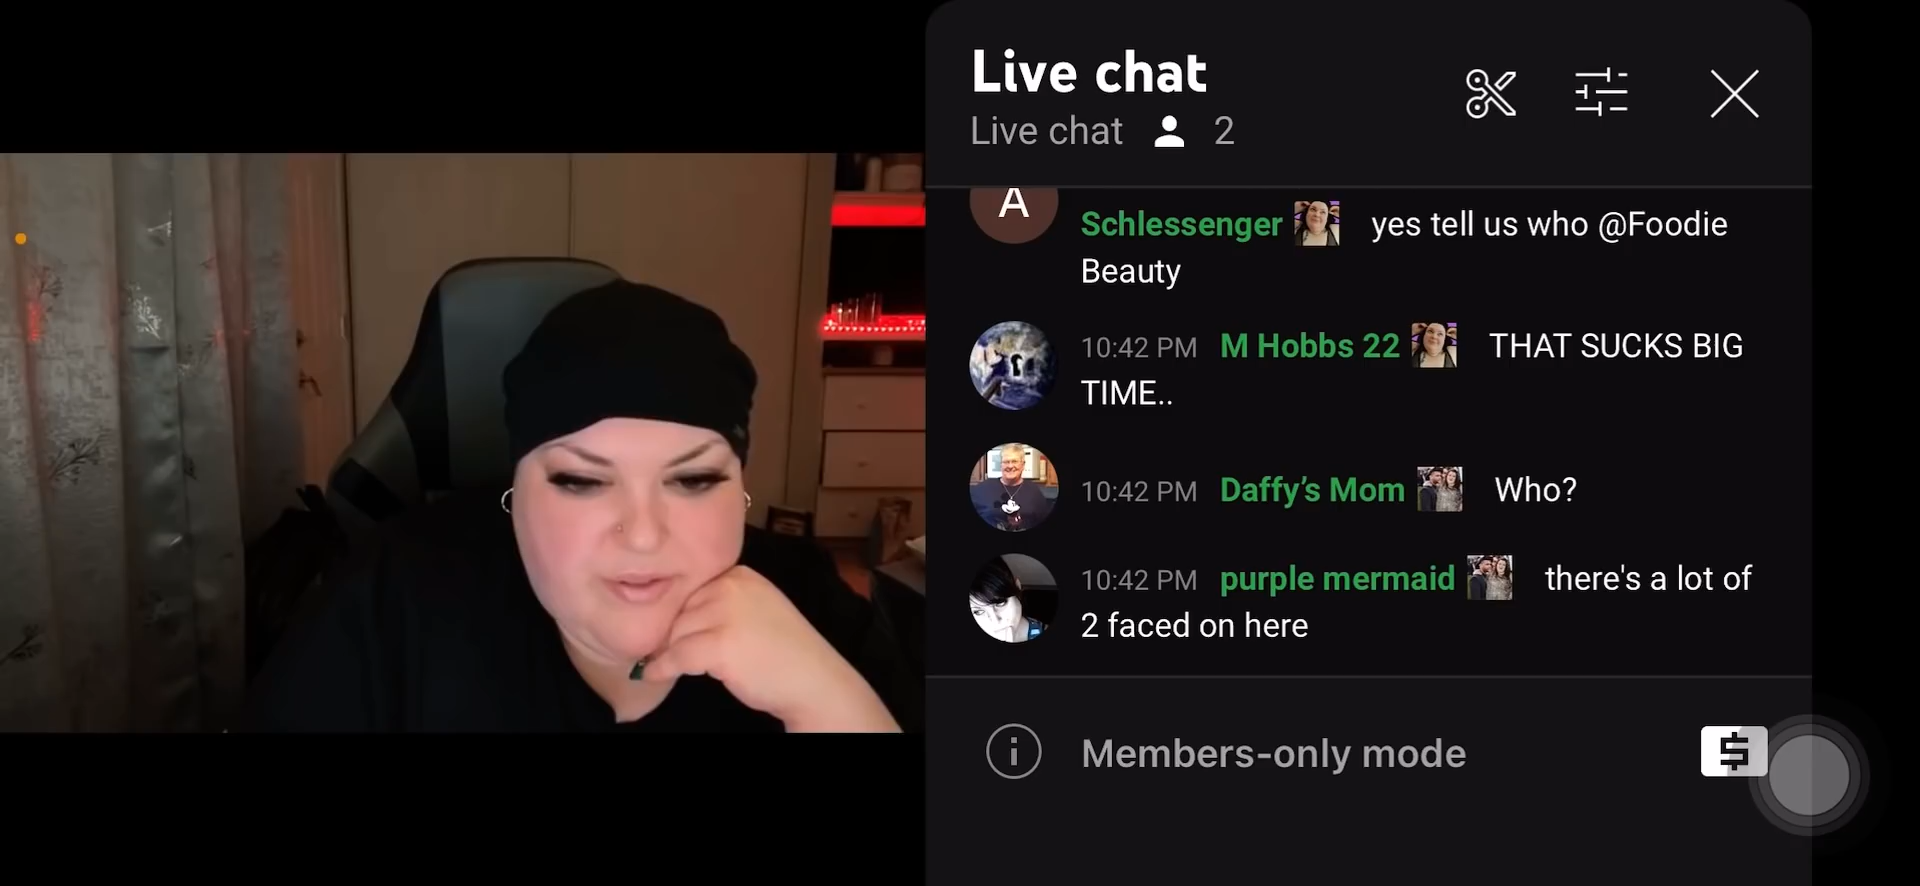 Live chat
Live chat 2
A
Schlessenger yes tell us who @Foodie
Beauty
10:42 PM M Hobbs 22 THAT SUCKS BIG
TIME..
10:42 PM Daffy's Mom Who?
10:42 PM purple mermaid there's a lot of
2 faced on here
Members-only mode